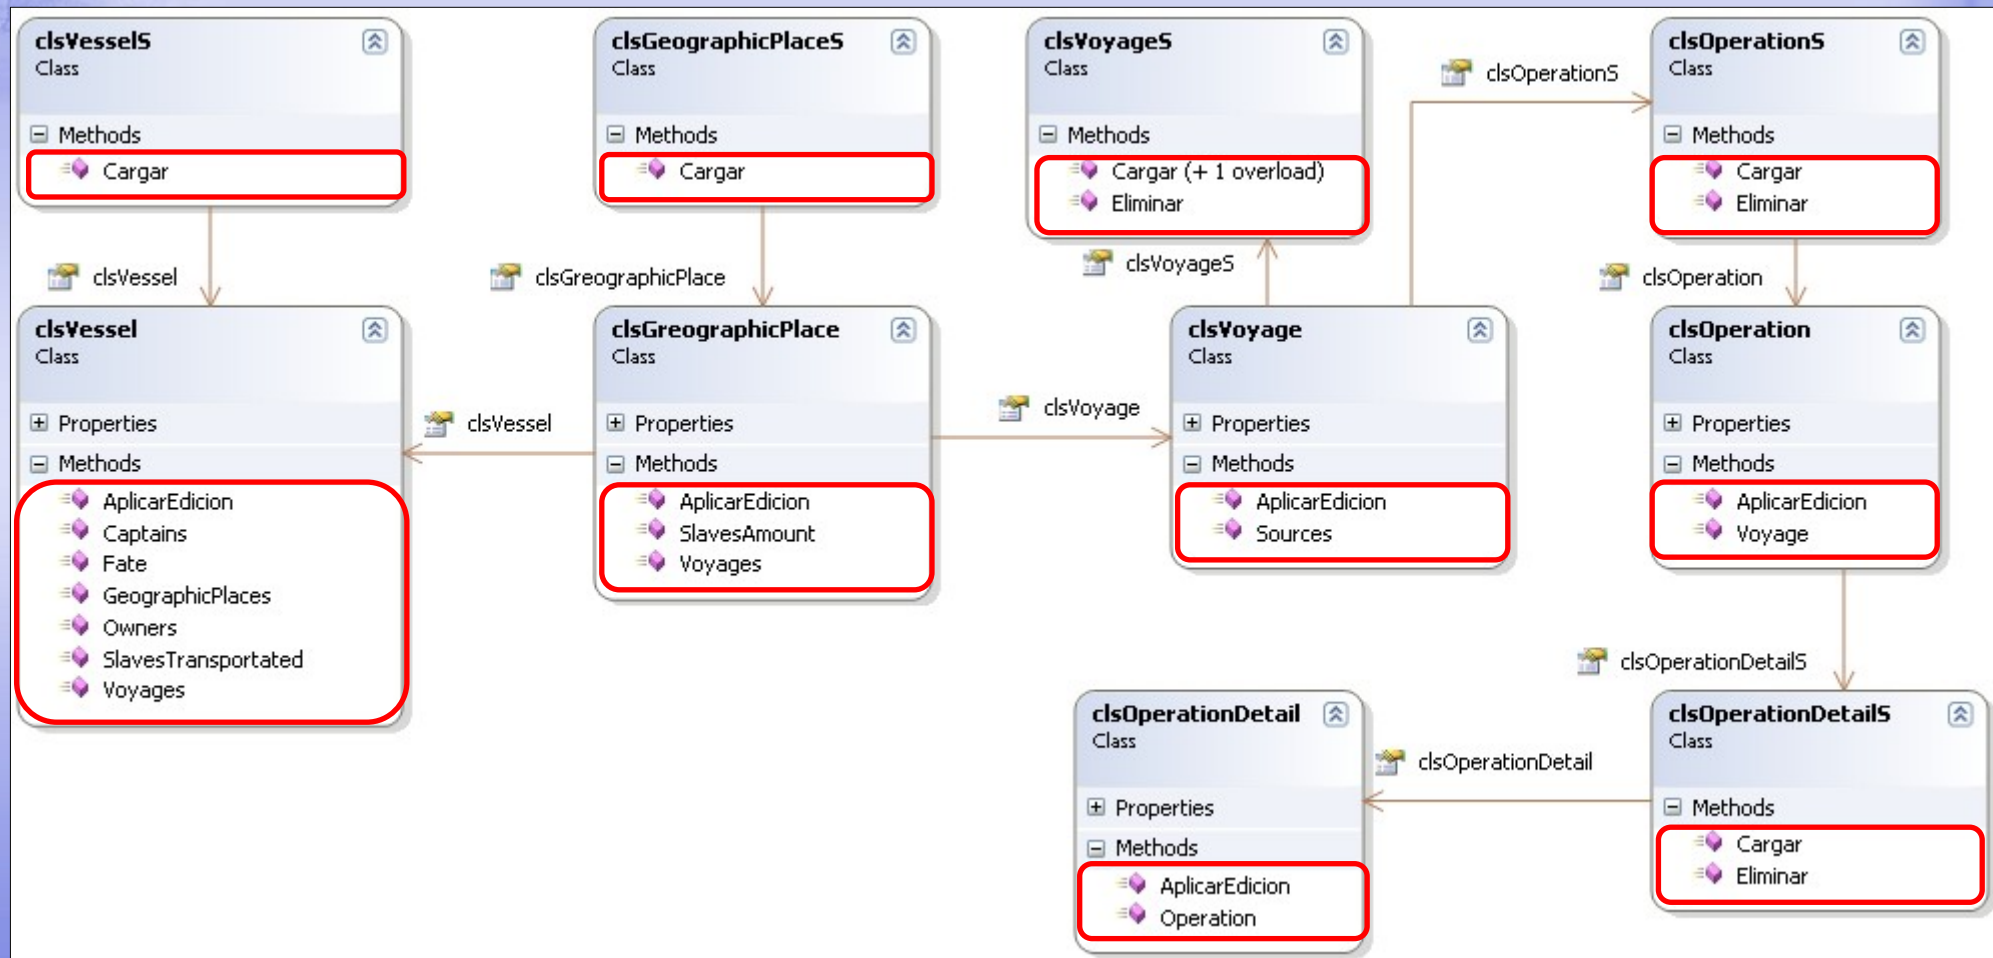 clsVesselS
Class
Methods
Cargar
clsGeographicPlaceS
Class
Methods
Cargar
clsVoyageS
Class
Methods
Cargar (+ 1 overload)
Eliminar
clsOperationS
clsOperationS
Class
Methods
Cargar
Eliminar
clsVessel
clsGreographicPlace
clsVoyageS
clsOperation
clsVessel
Class
Properties
Methods
AplicarEdicion
Captains
Fate
GeographicPlaces
Owners
SlavesTransportated
Voyages
clsVessel
clsGreographicPlace
Class
Properties
Methods
AplicarEdicion
SlavesAmount
Voyages
clsVoyage
clsVoyage
Class
Properties
Methods
AplicarEdicion
Sources
clsOperation
Class
Properties
Methods
AplicarEdicion
Voyage
clsOperationDetailS
clsOperationDetail
Class
Properties
Methods
AplicarEdicion
Operation
clsOperationDetail
clsOperationDetailS
Class
Methods
Cargar
Eliminar